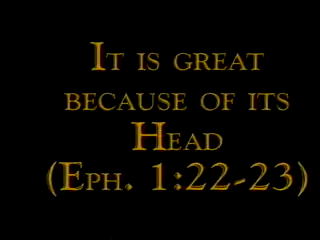 It is great
because of its
Head
(Eph. 1:22-23)